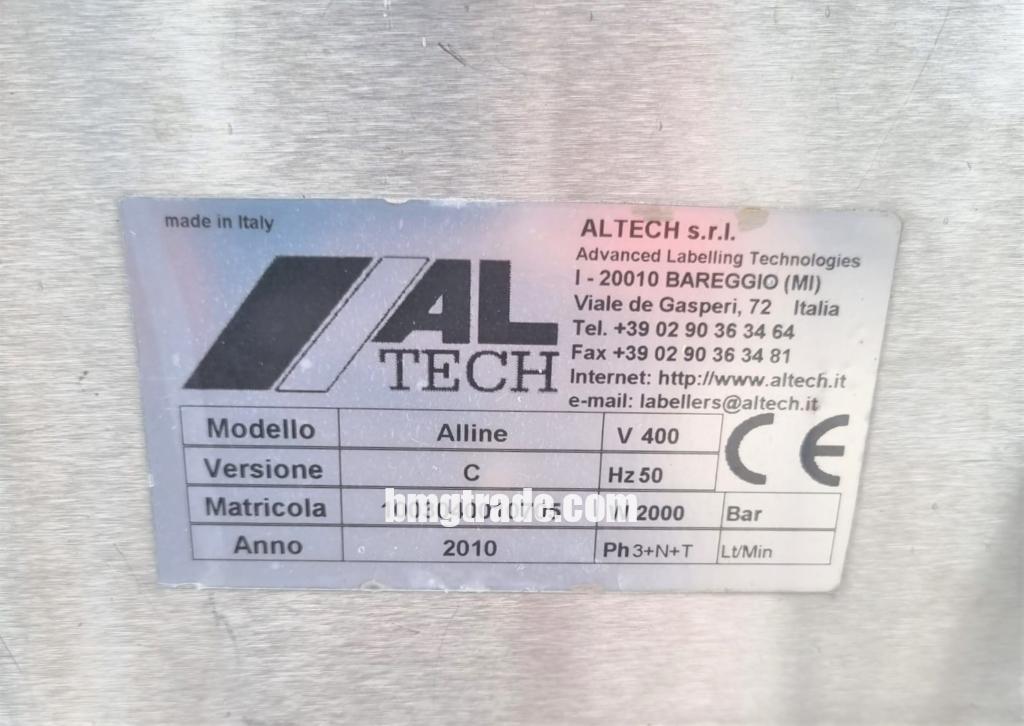 made in Italy
AL
TECH
ALTECH s.r.l.
Advanced Labelling Technologies
I - 20010 BAREGGIO (MI)
Viale de Gasperi, 72 Italia
Tel. +39 02 90 36 34 64
Fax +39 02 90 36 34 81
Internet: http://www.altech.it
e-mail: labellers@altech.it
Modello Alline V 400
CE
Versione C Hz 50
Matricola W 2000 Bar
bmgtrade.com
Anno 2010 Ph 3+N+T Lt/Min